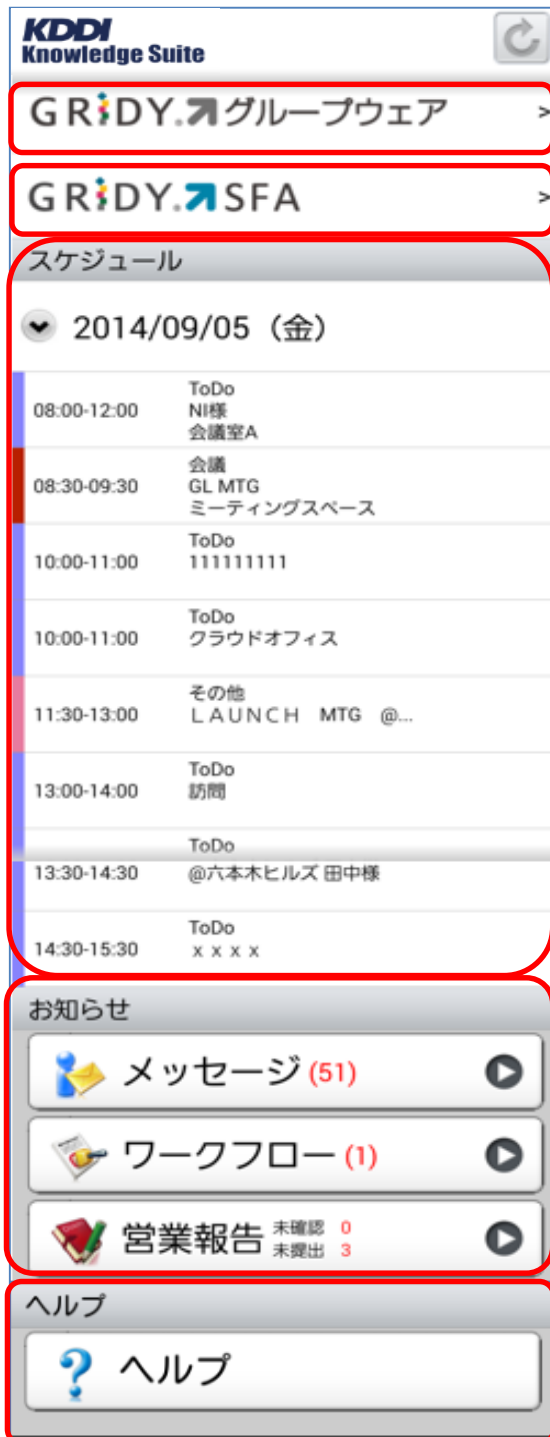 KDDI
Knowledge Suite
GRiDY.グループウェア >
GRiDY.SFA >
スケジュール
2014/09/05（金）
08:00-12:00 ToDo
NI様
会議室A
08:30-09:30 会議
GL MTG
ミーティングスペース
10:00-11:00 ToDo
111111111
10:00-11:00 ToDo
クラウドオフィス
11:30-13:00 その他
ＬＡＵＮＣＨ　MTG　@...
13:00-14:00 ToDo
訪問
13:30-14:30 ToDo
@六本木ヒルズ 田中様
14:30-15:30 ToDo
ｘｘｘｘ
お知らせ
メッセージ (51)
ワークフロー (1)
営業報告 未確認 0
未提出 3
ヘルプ
ヘルプ